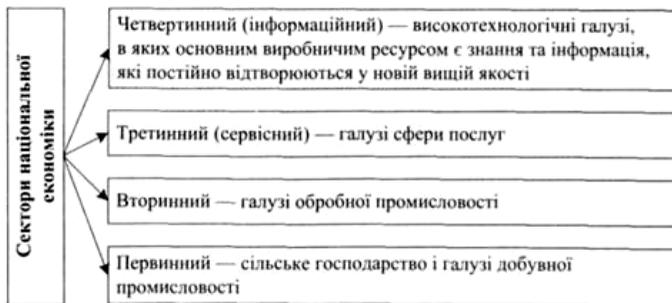 Сектори національної
економіки
Четвертинний (інформаційний) — високотехнологічні галузі,
в яких основним виробничим ресурсом є знання та інформація,
які постійно відтворюються у новій вищій якості
Третинний (сервісний) — галузі сфери послуг
Вторинний — галузі обробної промисловості
Первинний — сільське господарство і галузі добувної
промисловості